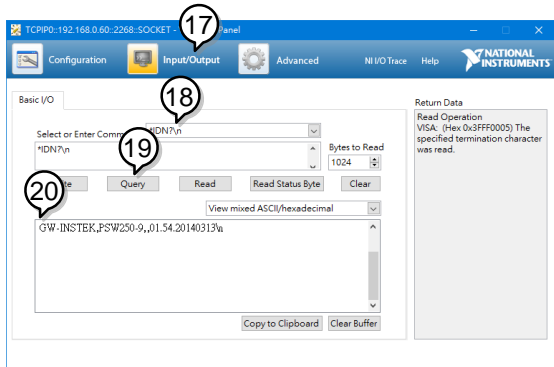 TCPIP0::192.168.0.60::2268::SOCKET - Panel
17
Configuration
Input/Output
Advanced
NI I/O Trace
Help
NATIONAL
INSTRUMENTS
Basic I/O
18
Select or Enter Comm
*IDN?\n
*IDN?\n
19
Bytes to Read
1024
20
Query
Read
Read Status Byte
Clear
View mixed ASCII/hexadecimal
GW-INSTEK,PSW250-9,,01.54.20140313\n
Copy to Clipboard
Clear Buffer
Return Data
Read Operation
VISA: (Hex 0x3FFF0005) The
specified termination character
was read.